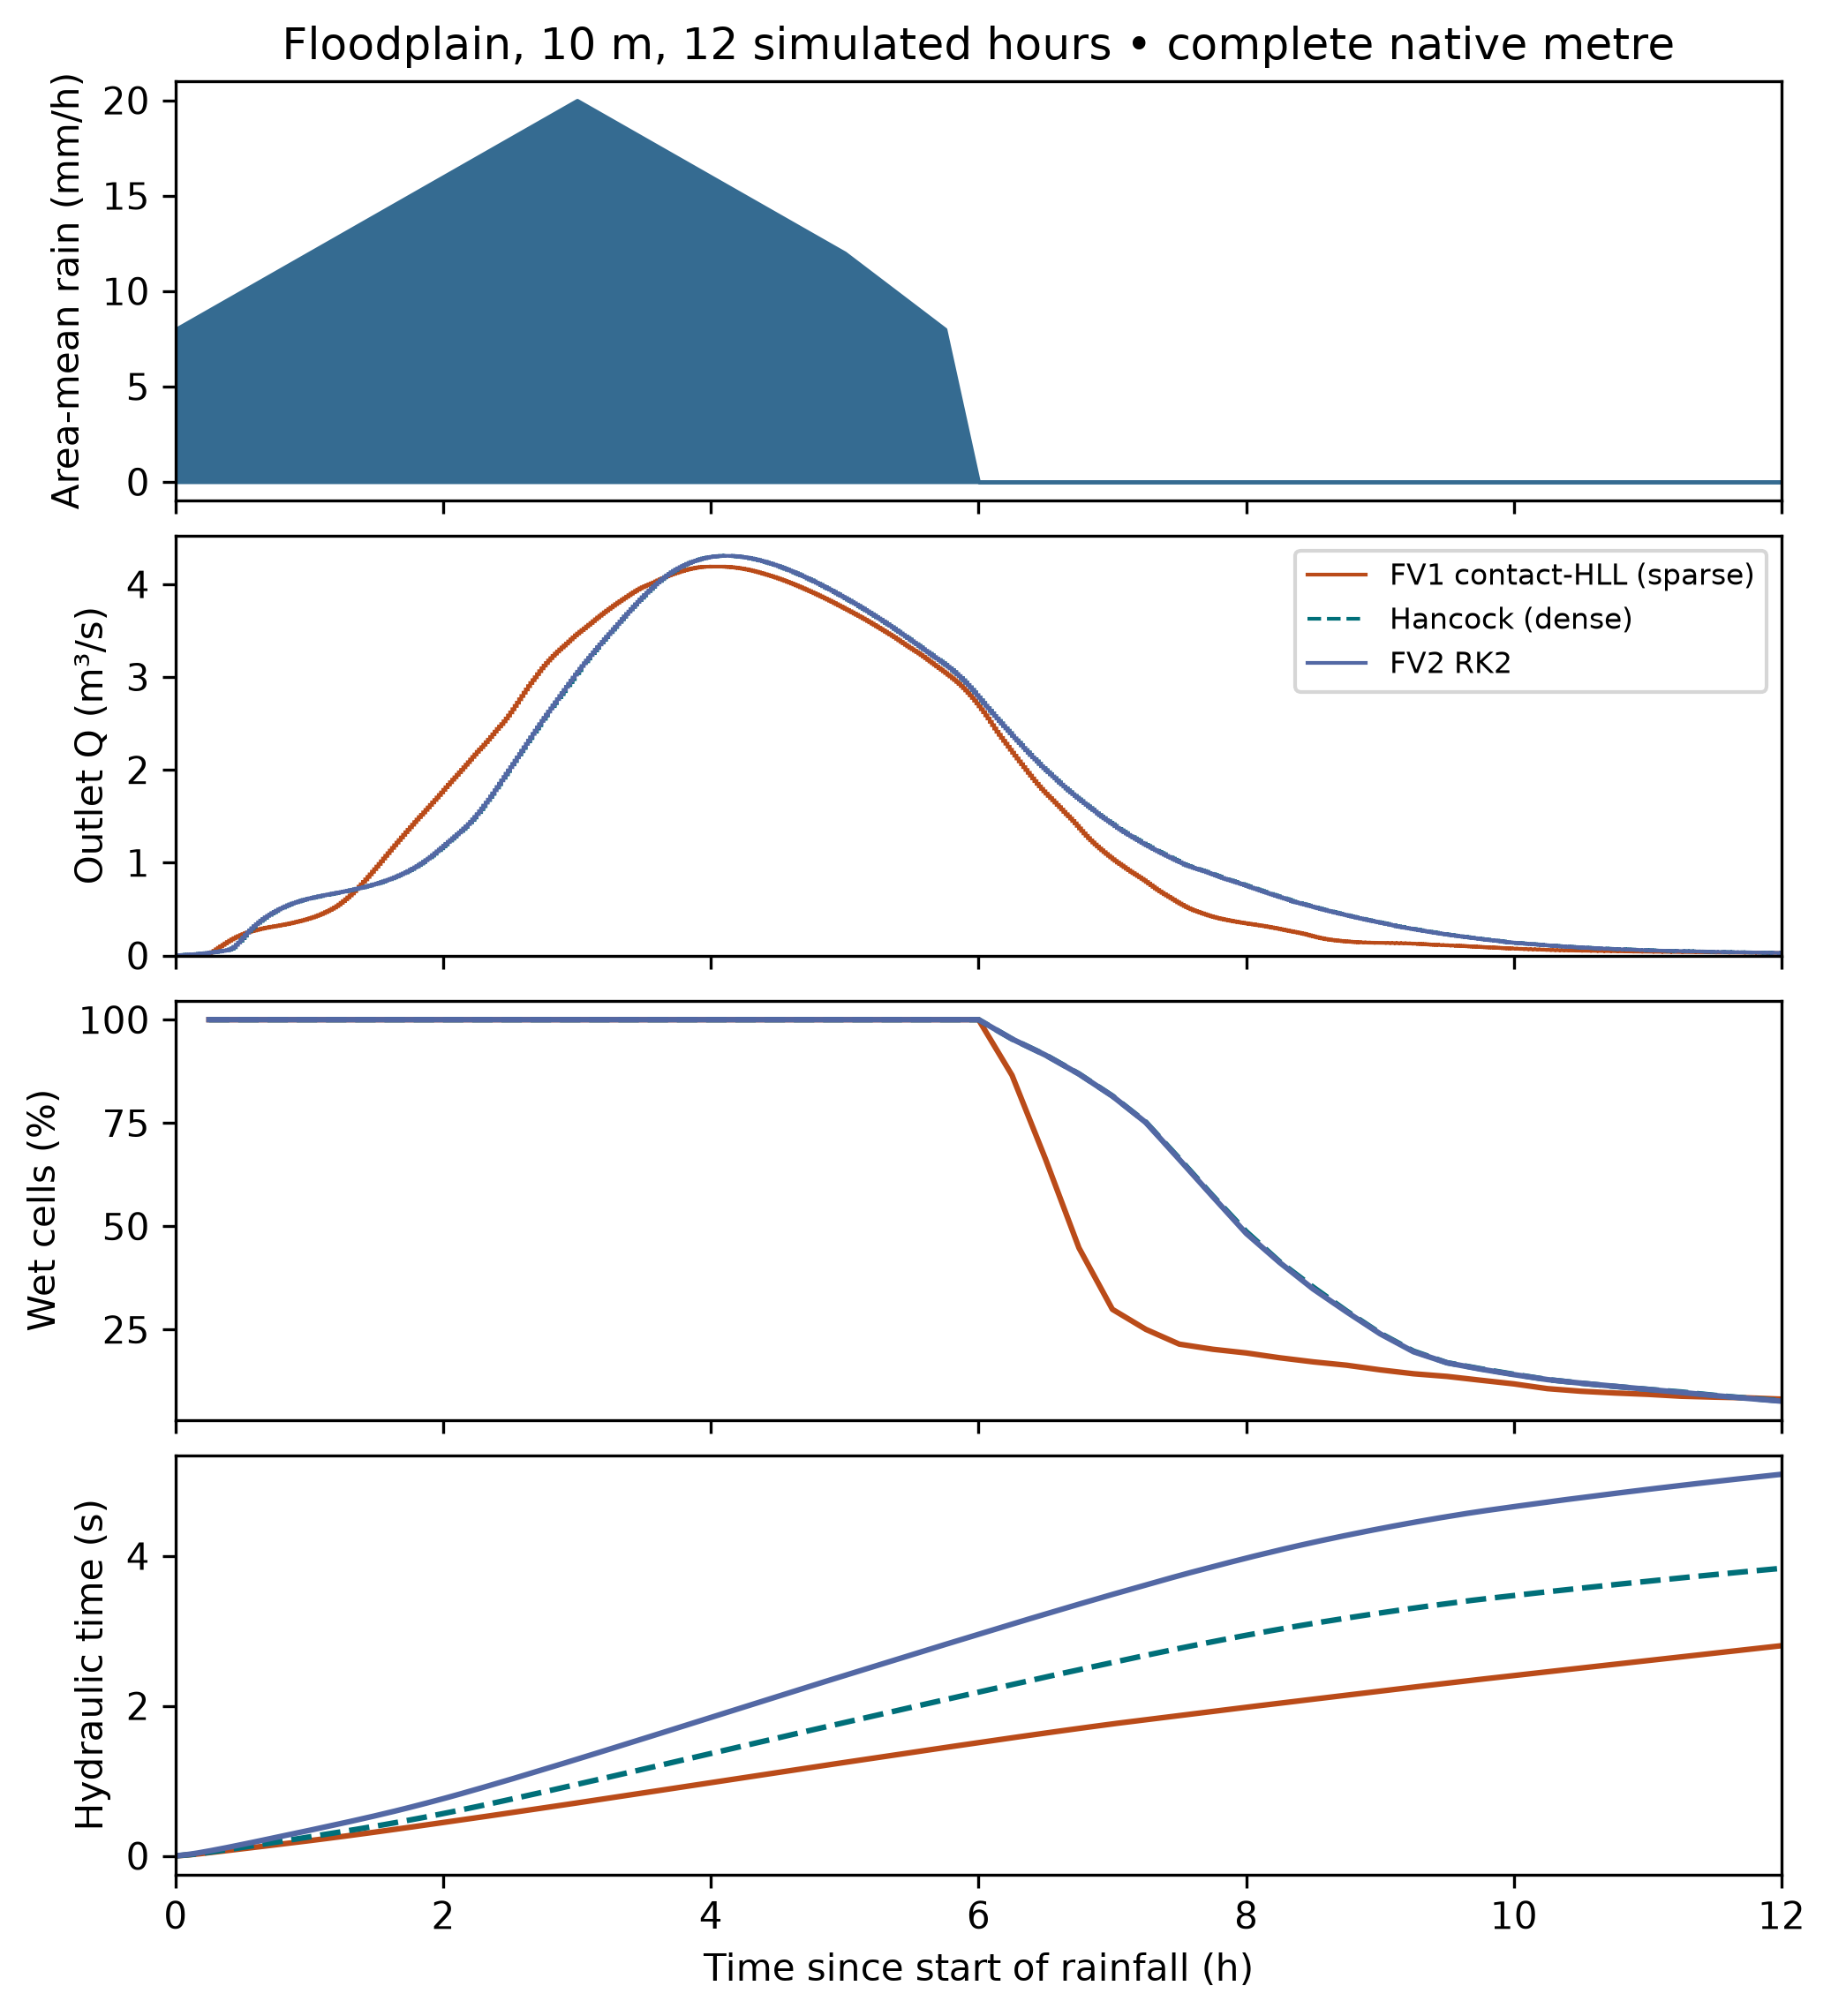 Floodplain, 10 m, 12 simulated hours • complete native metre
Area-mean rain (mm/h)
20
15
10
5
0
Outlet Q (m³/s)
4
3
2
1
0
FV1 contact-HLL (sparse)
Hancock (dense)
FV2 RK2
Wet cells (%)
100
75
50
25
Hydraulic time (s)
4
2
0
0 2 4 6 8 10 12
Time since start of rainfall (h)